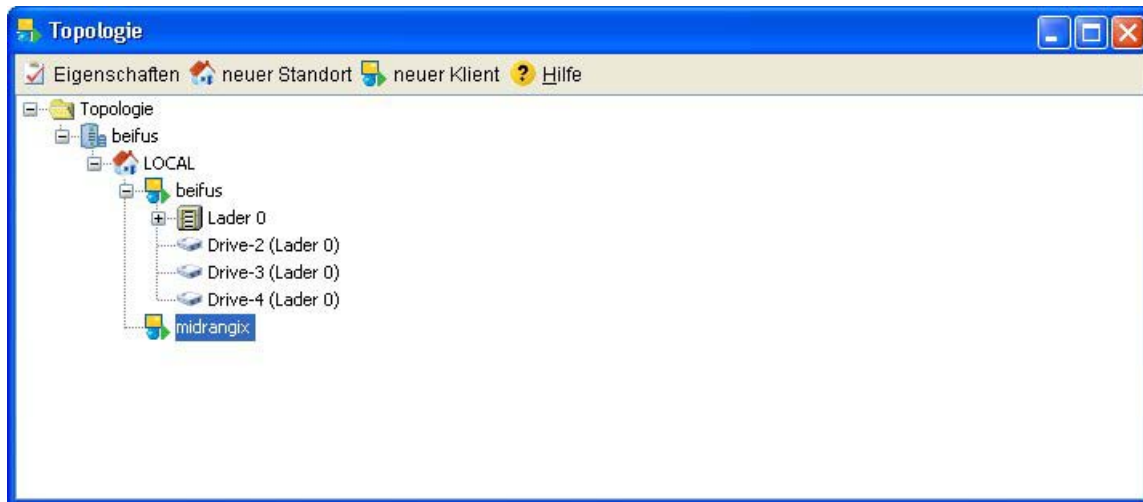 Topologie
Eigenschaften neuer Standort neuer Klient Hilfe
Topologie
beifus
LOCAL
beifus
Lader 0
Drive-2 (Lader 0)
Drive-3 (Lader 0)
Drive-4 (Lader 0)
midrangix